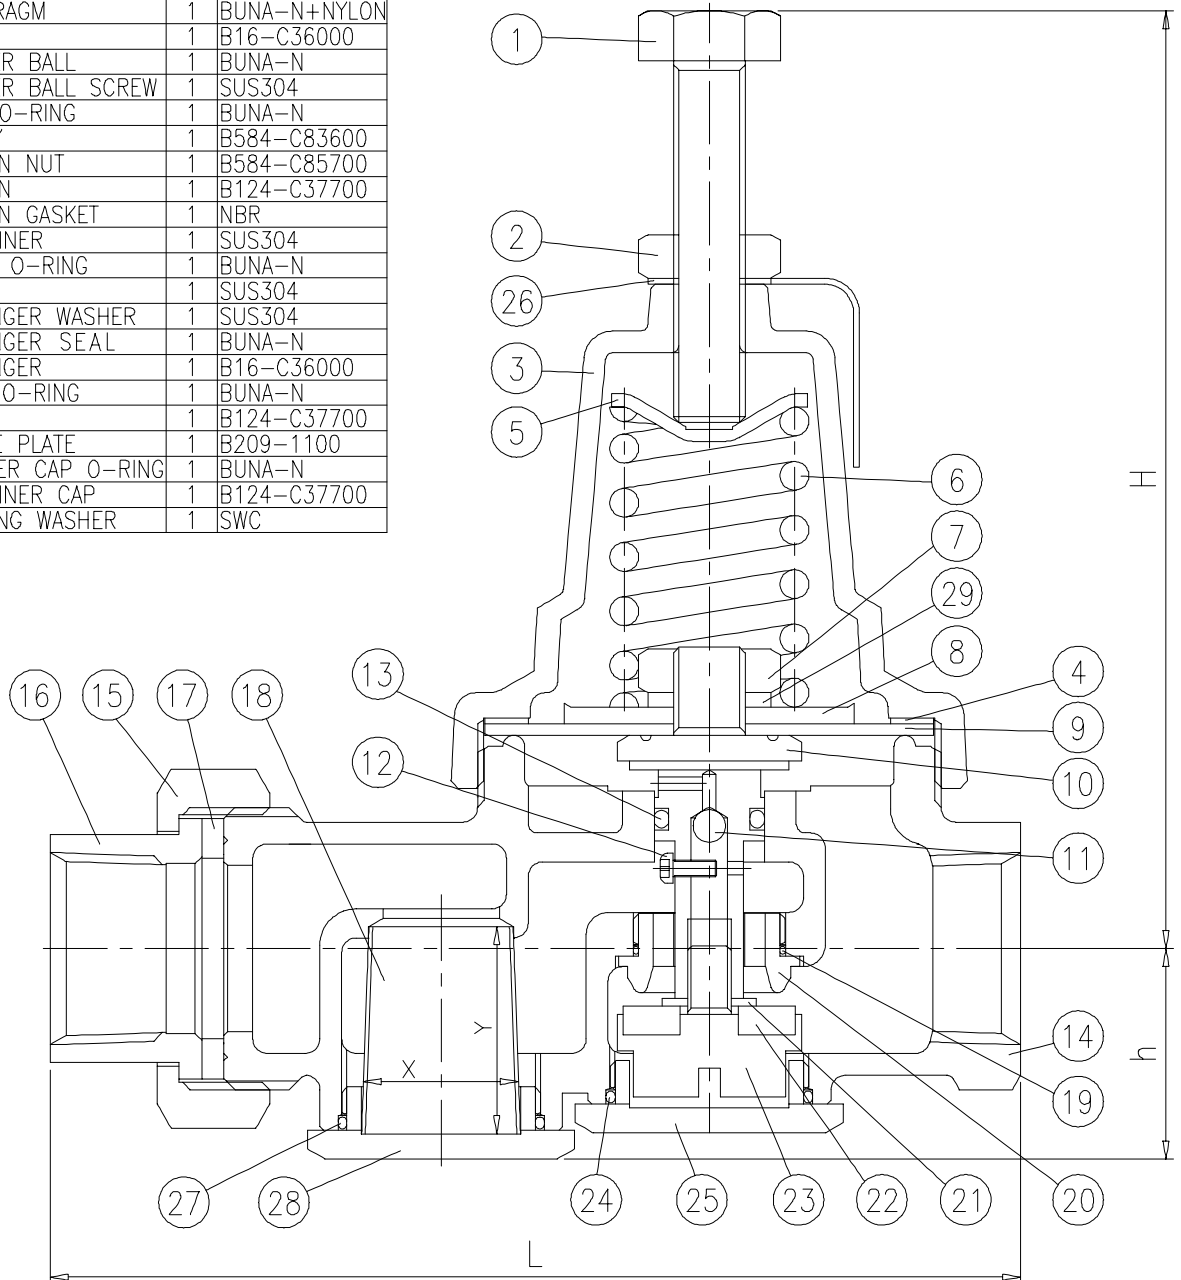 RAGM 1 BUNA-N+NYLON
1 B16-C36000
R BALL 1 BUNA-N
R BALL SCREW 1 SUS304
O-RING 1 BUNA-N
1 B584-C83600
N NUT 1 B584-C85700
N 1 B124-C37700
N GASKET 1 NBR
INER 1 SUS304
O-RING 1 BUNA-N
1 SUS304
NGER WASHER 1 SUS304
NGER SEAL 1 BUNA-N
NGER 1 B16-C36000
O-RING 1 BUNA-N
1 B124-C37700
E PLATE 1 B209-1100
ER CAP O-RING 1 BUNA-N
INER CAP 1 B124-C37700
NG WASHER 1 SWC
1
2
26
3
5
6
7
29
8
4
9
10
11
13
12
16
15
17
18
H
h
14
19
20
21
22
23
25
24
28
27
X
Y
L